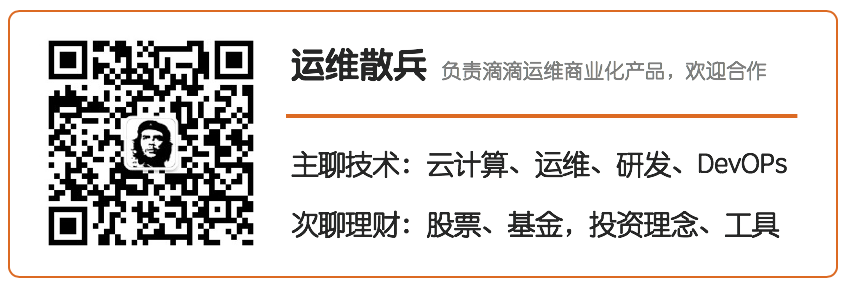 运维散兵 负责滴滴运维商业化产品，欢迎合作
主聊技术：云计算、运维、研发、DevOPs
次聊理财：股票、基金，投资理念、工具